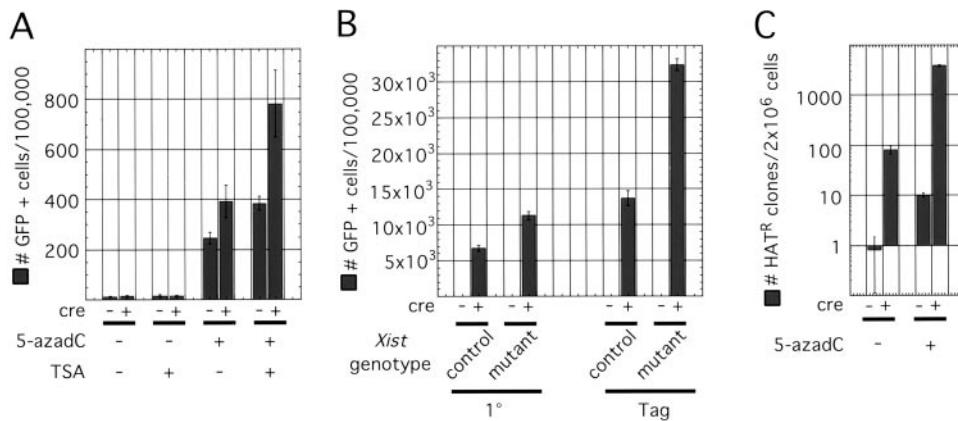 A
# GFP + cells/100,000
800
600
400
200
cre - + - + - + - +
5-azadC - - + +
TSA - + - +
B
# GFP + cells/100,000
30x10³
25x10³
20x10³
15x10³
10x10³
5x10³
cre - + - + - + - +
Xist genotype control mutant control mutant
1° Tag
C
# HATᴿ clones/2x10⁶ cells
1000
100
10
1
cre - + - +
5-azadC - +